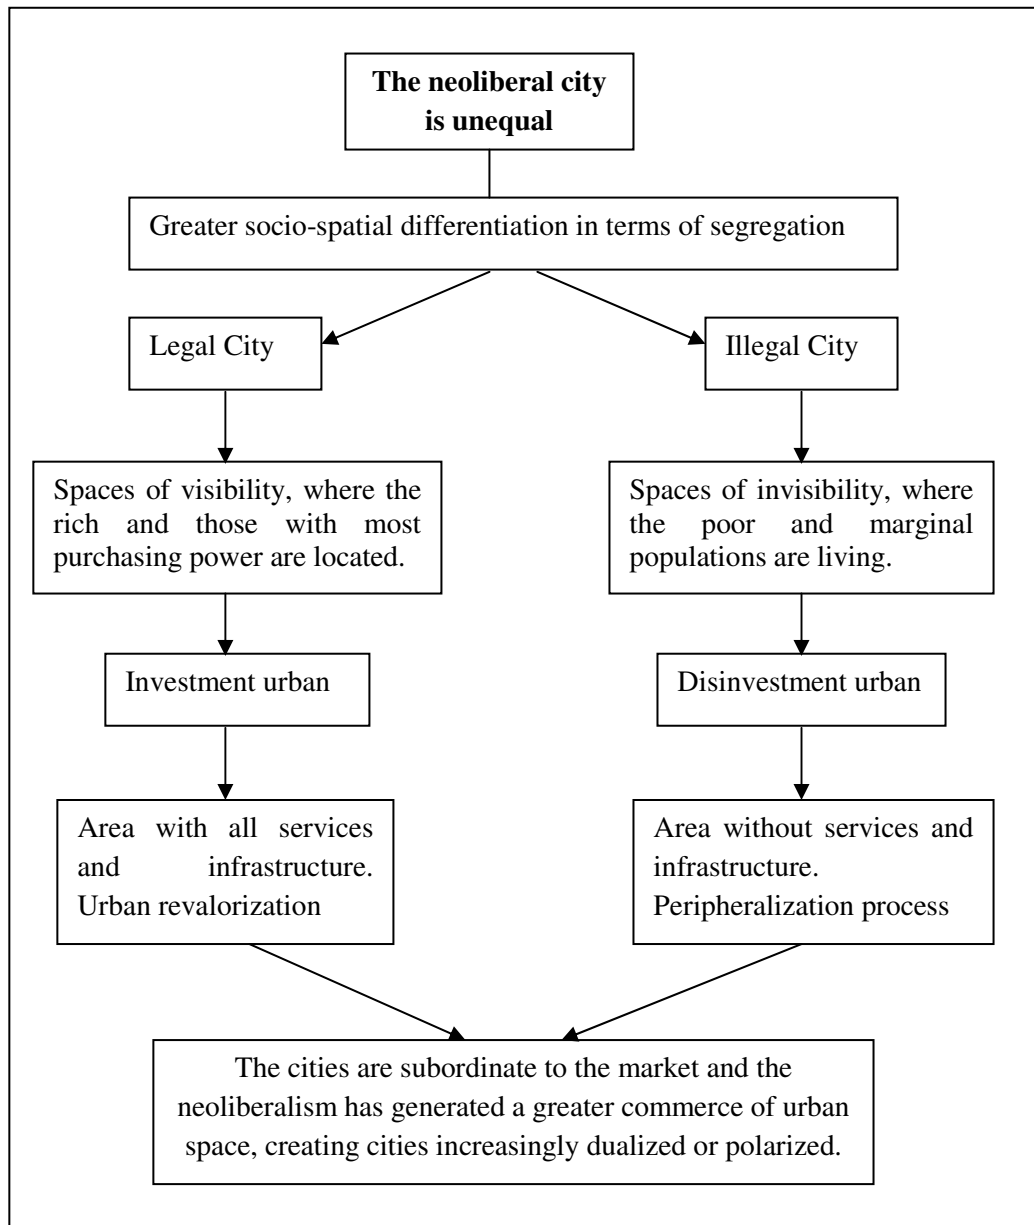 The neoliberal city
is unequal
Greater socio-spatial differentiation in terms of segregation
Legal City
Illegal City
Spaces of visibility, where the
rich and those with most
purchasing power are located.
Spaces of invisibility, where
the poor and marginal
populations are living.
Investment urban
Disinvestment urban
Area with all services
and infrastructure.
Urban revalorization
Area without services and
infrastructure.
Peripheralization process
The cities are subordinate to the market and the
neoliberalism has generated a greater commerce of urban
space, creating cities increasingly dualized or polarized.